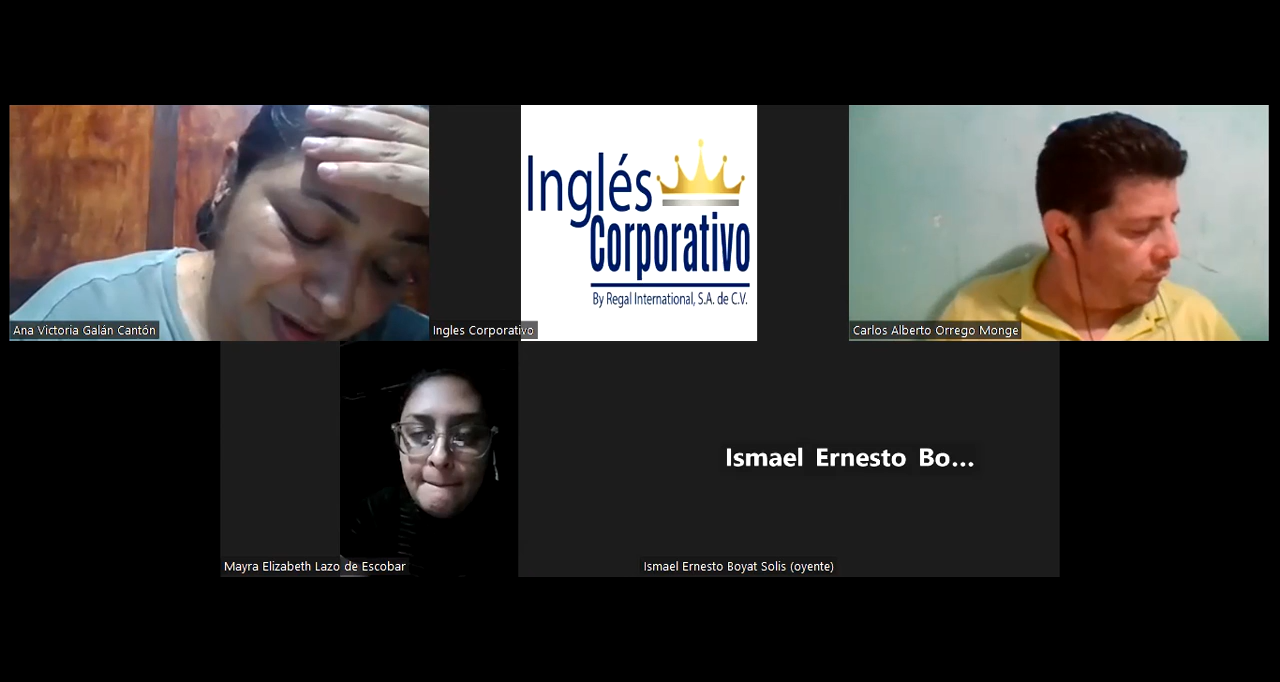 Inglés
Corporativo
By Regal International, S.A. de C.V.
Ana Victoria Galán Cantón
Ingles Corporativo
Carlos Alberto Orrego Monge
Ismael Ernesto Bo...
Mayra Elizabeth Lazo de Escobar
Ismael Ernesto Boyat Solis (oyente)